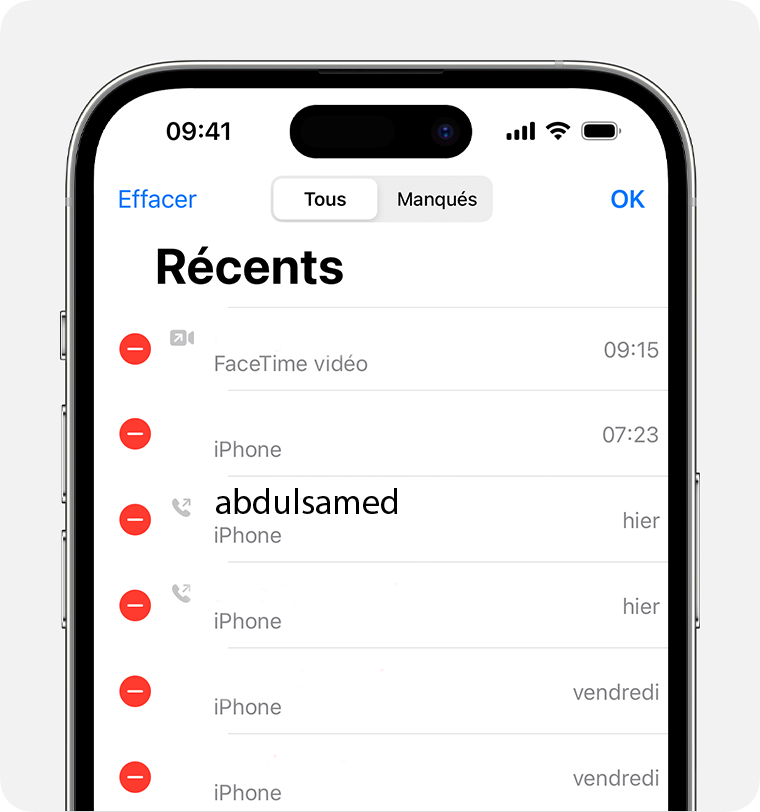 09:41
Effacer Tous Manqués OK
Récents
FaceTime vidéo 09:15
iPhone 07:23
abdulsamed
iPhone hier
iPhone hier
iPhone vendredi
iPhone vendredi